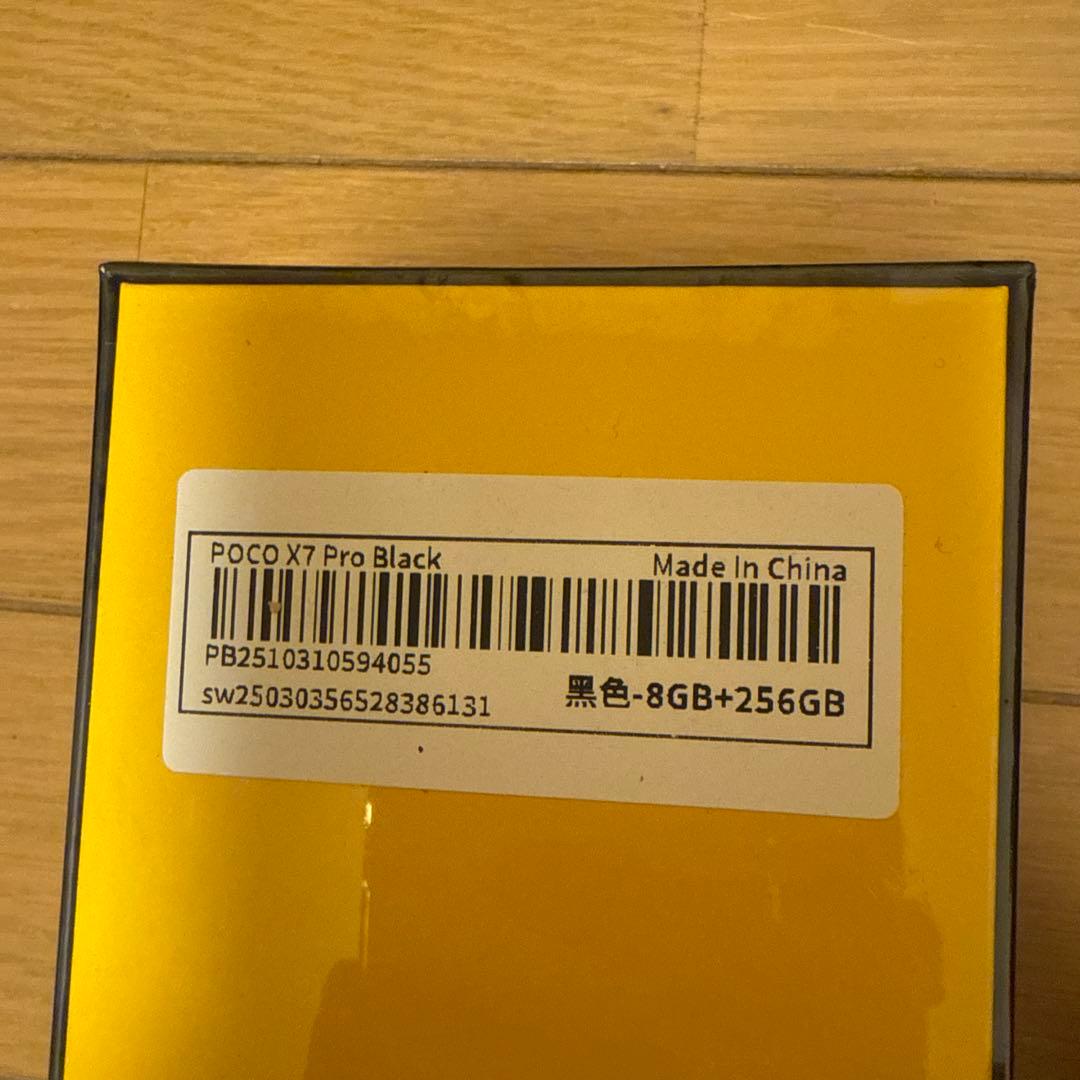 POCO X7 Pro Black
Made In China
PB2510310594055
sw25030356528386131
黑色-8GB+256GB